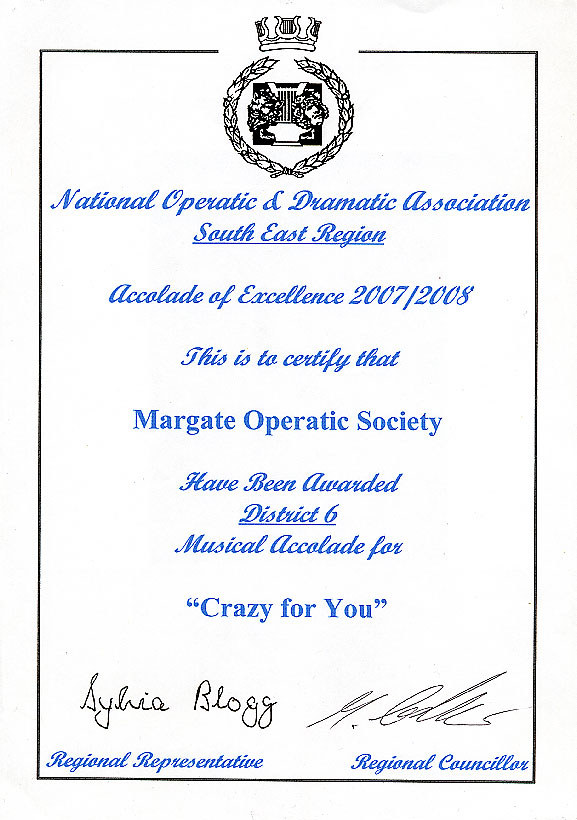 National Operatic & Dramatic Association
South East Region
Accolade of Excellence 2007/2008
This is to certify that
Margate Operatic Society
Have Been Awarded
District 6
Musical Accolade for
“Crazy for You”
Sylvia Blogg
Regional Representative Regional Councillor